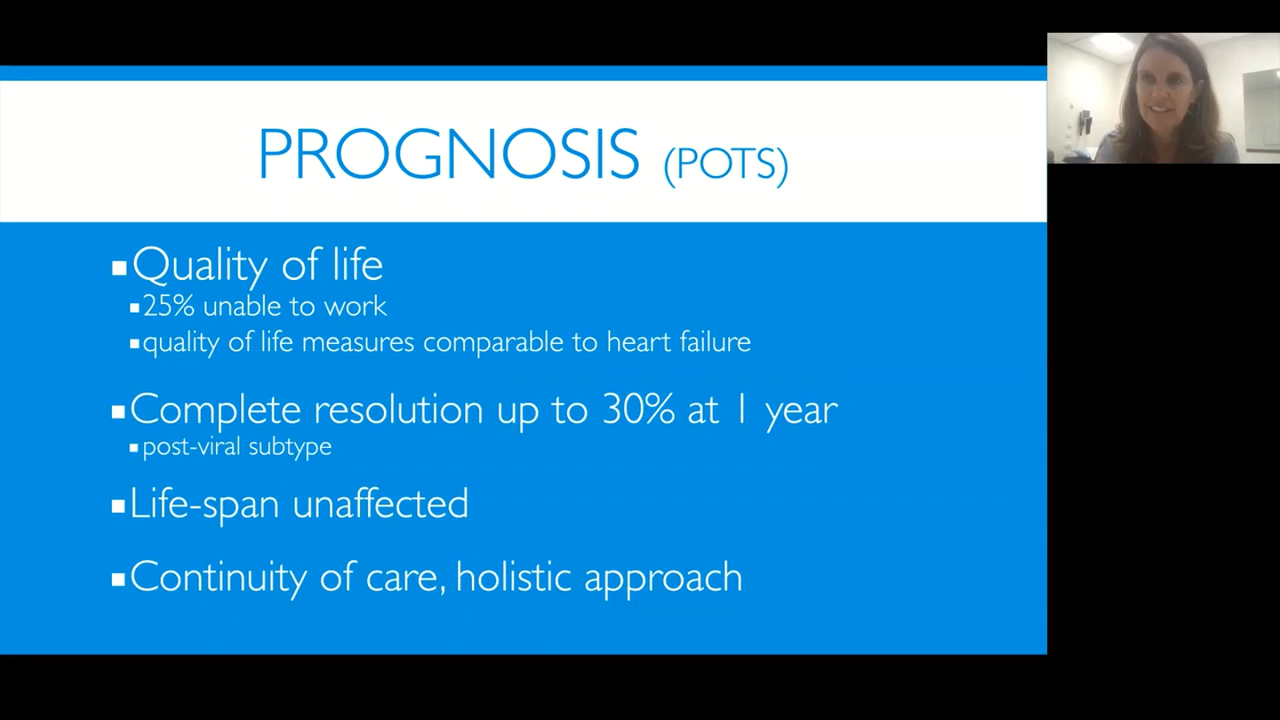 PROGNOSIS (POTS)
▪Quality of life
▪25% unable to work
▪quality of life measures comparable to heart failure
▪Complete resolution up to 30% at 1 year
▪post-viral subtype
▪Life-span unaffected
▪Continuity of care, holistic approach